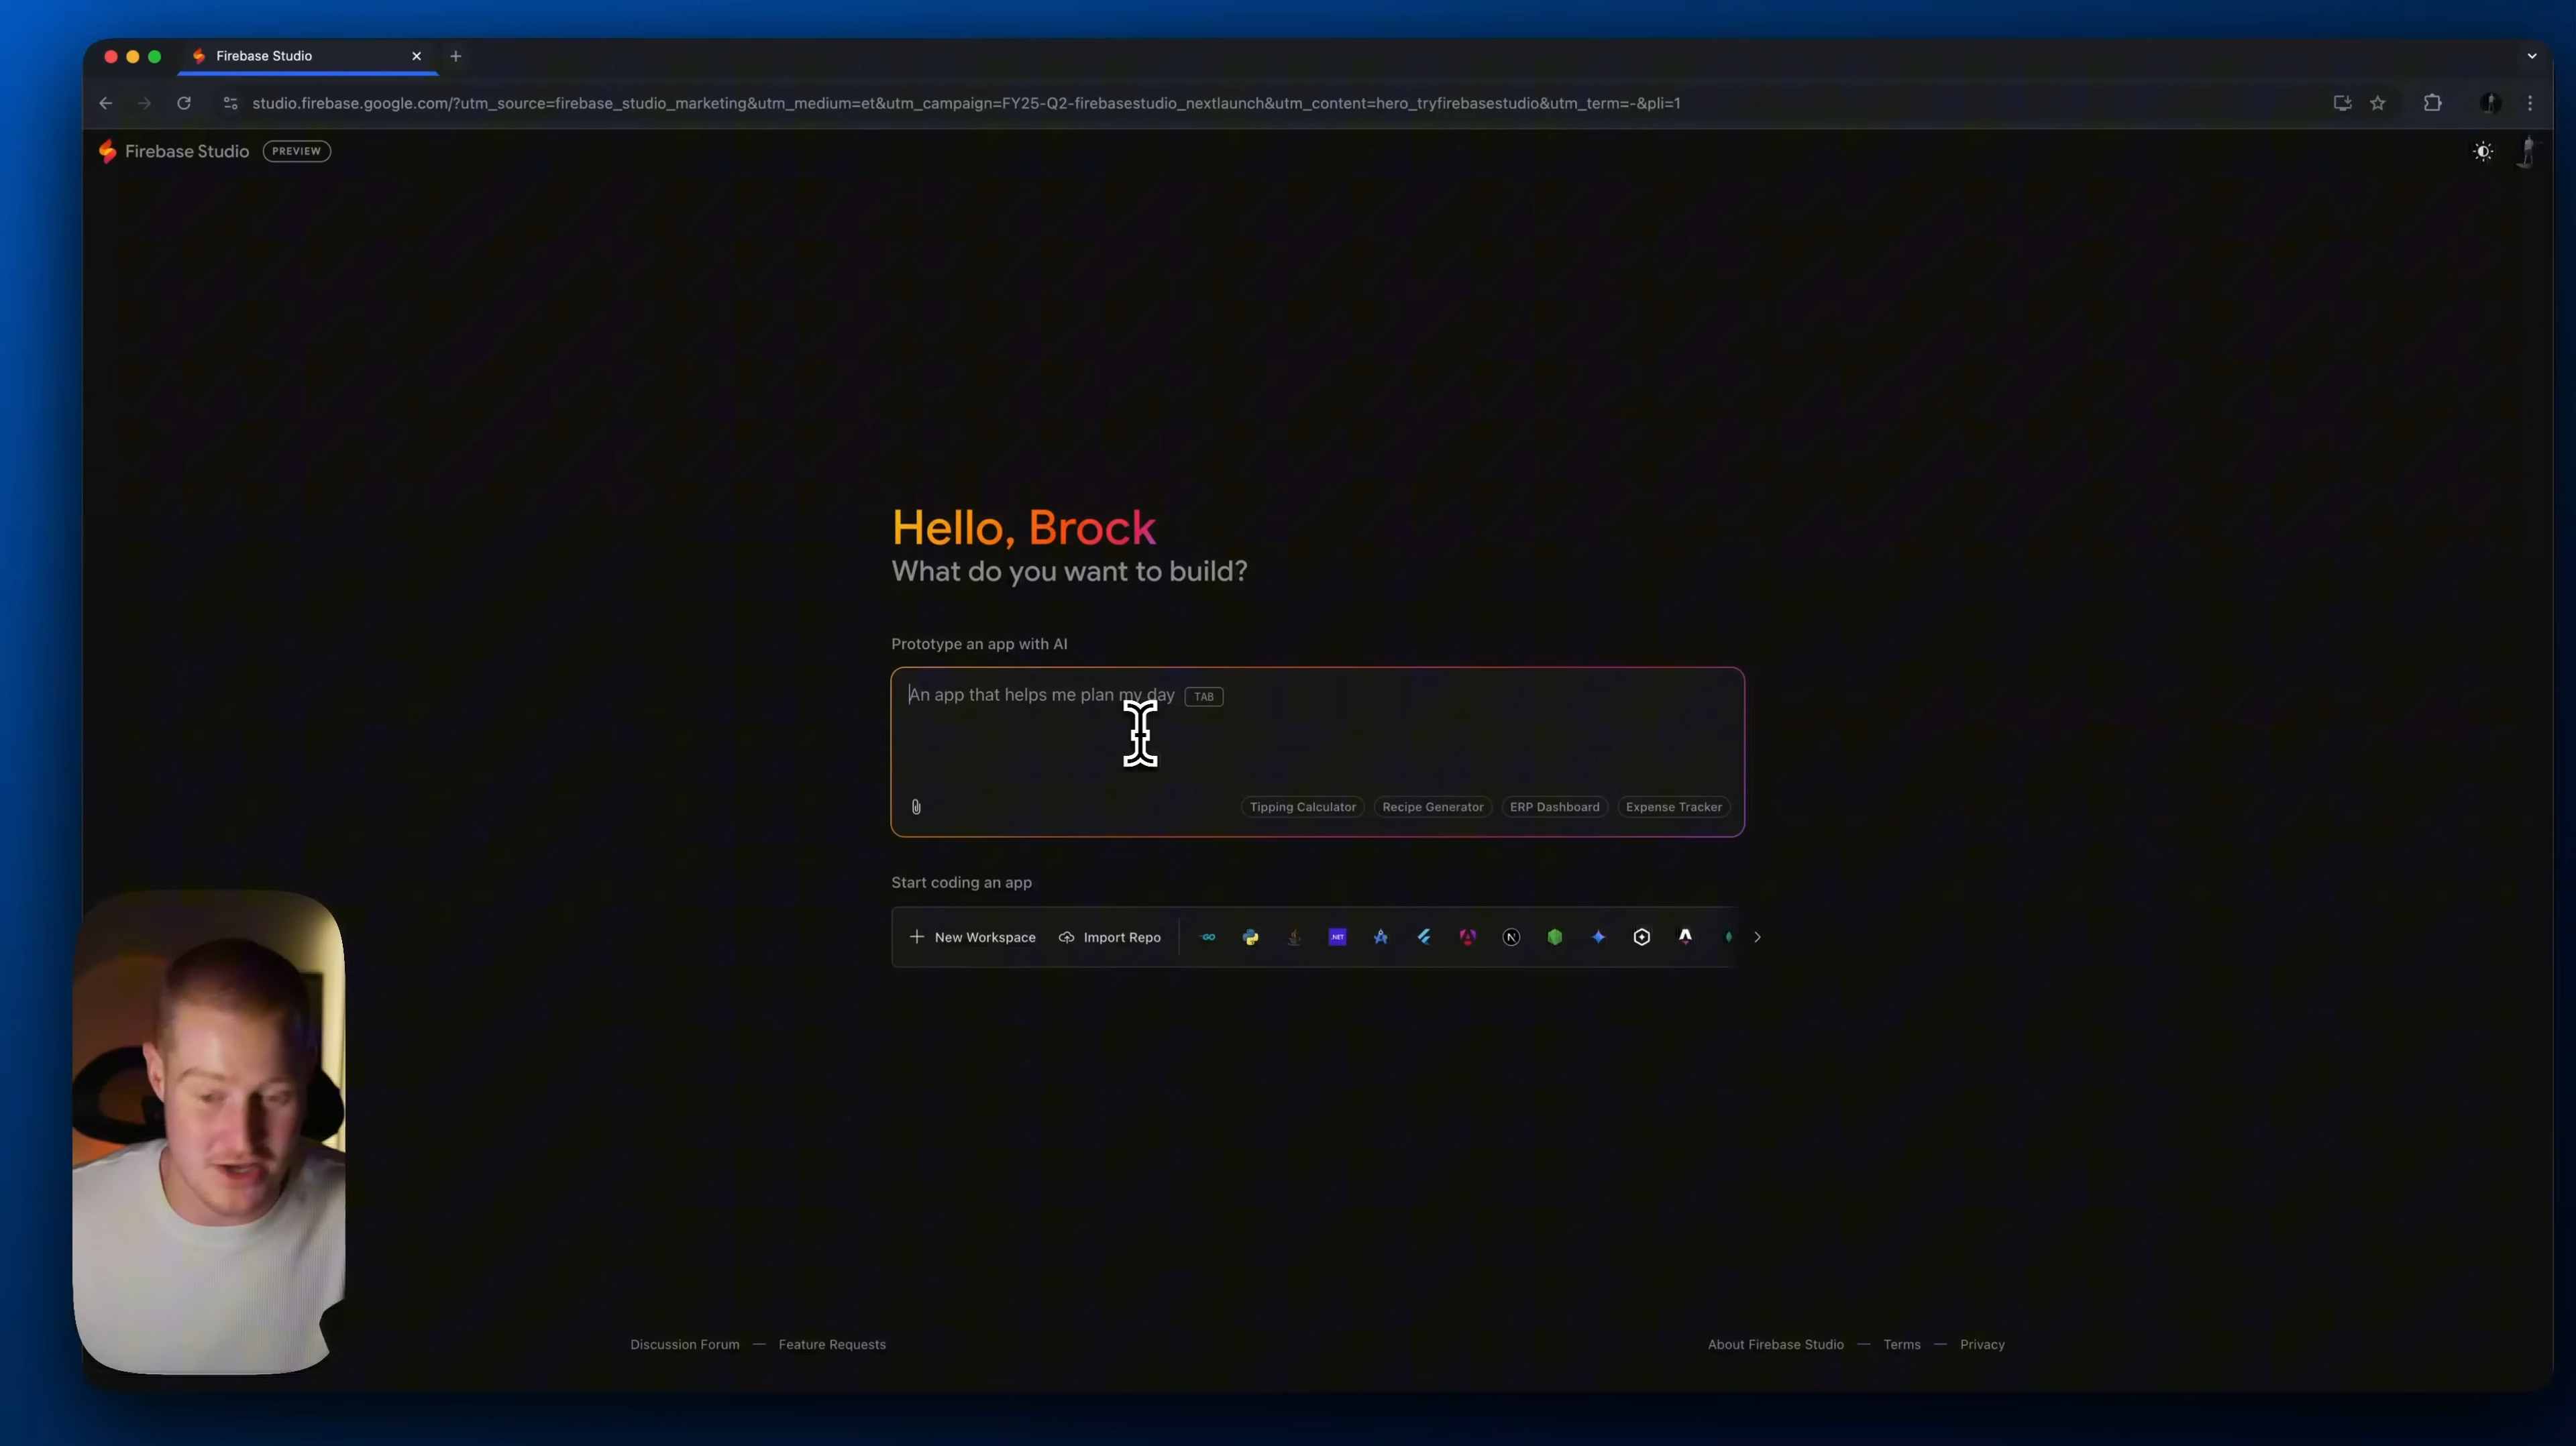 Firebase Studio
studio.firebase.google.com/?utm_source=firebase_studio_marketing&utm_medium=et&utm_campaign=FY25-Q2-firebasestudio_nextlaunch&utm_content=hero_tryfirebasestudio&utm_term=-&pli=1
Firebase Studio PREVIEW
Hello, Brock
What do you want to build?
Prototype an app with AI
An app that helps me plan my day TAB
Tipping Calculator Recipe Generator ERP Dashboard Expense Tracker
Start coding an app
New Workspace Import Repo GO .NET N
Discussion Forum — Feature Requests About Firebase Studio — Terms — Privacy